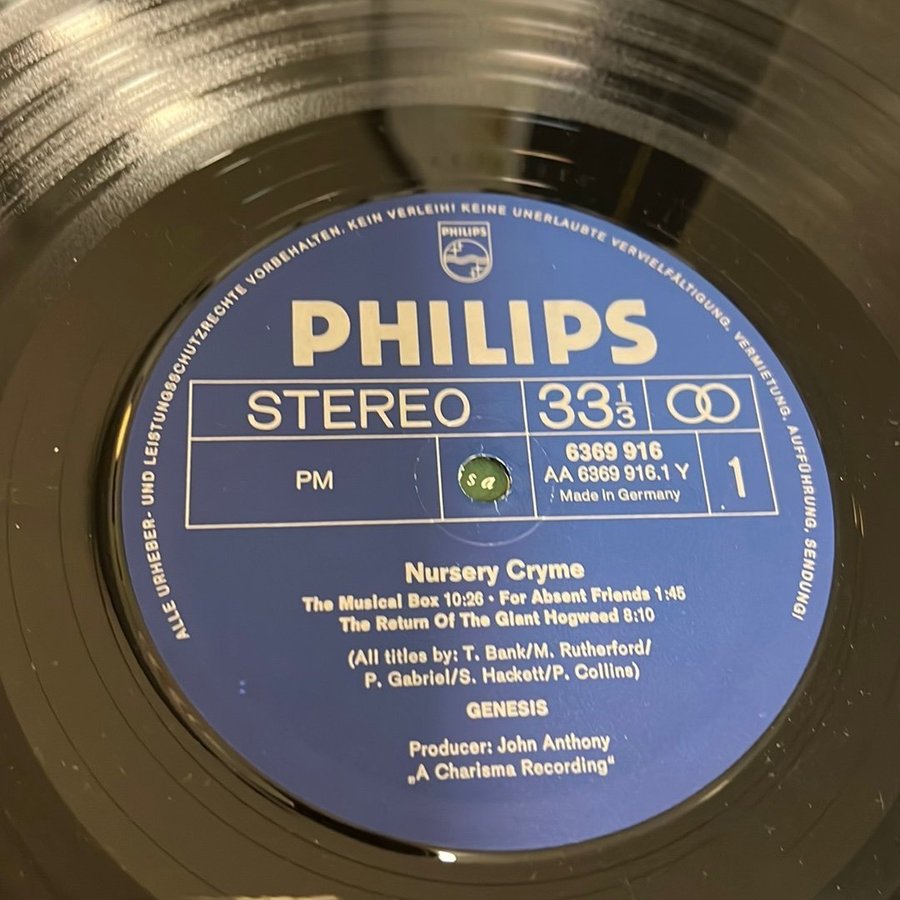 ALLE URHEBER- UND LEISTUNGSSCHUTZRECHTE VORBEHALTEN. KEIN VERLEIH! KEINE UNERLAUBTE VERVIELFÄLTIGUNG, VERMIETUNG, AUFFÜHRUNG, SENDUNG!
PHILIPS
PHILIPS
STEREO 33⅓
PM
sa
6369 916
AA 6369 916.1 Y
Made in Germany
1
Nursery Cryme
The Musical Box 10:26 · For Absent Friends 1:45
The Return Of The Giant Hogweed 8:10
(All titles by: T. Bank/M. Rutherford/
P. Gabriel/S. Hackett/P. Collins)
GENESIS
Producer: John Anthony
„A Charisma Recording“